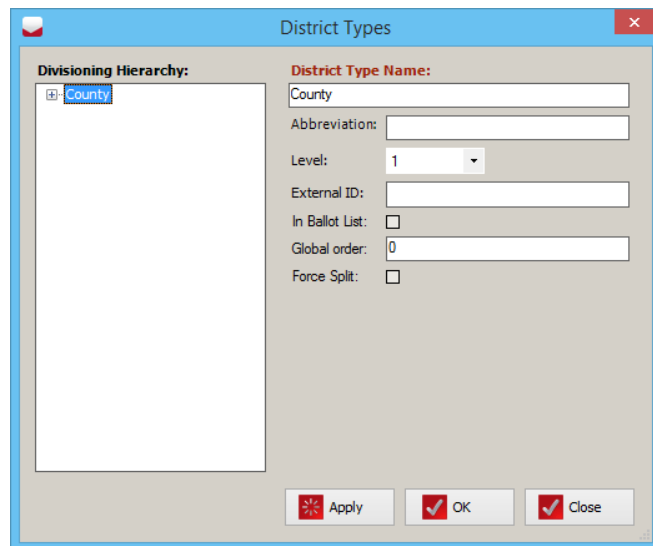 District Types
Divisioning Hierarchy:
County
District Type Name:
County
Abbreviation:
Level: 1
External ID:
In Ballot List:
Global order: 0
Force Split:
Apply OK Close